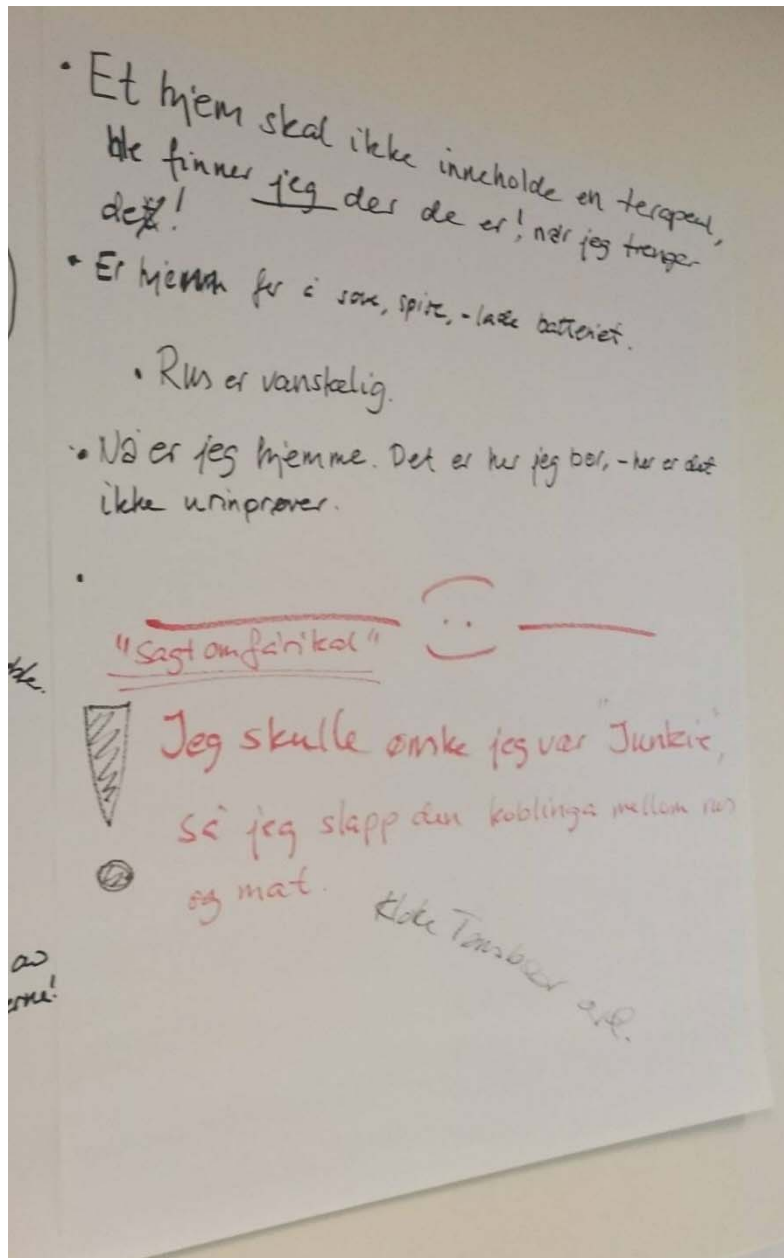 • Et hjem skal ikke inneholde en terapeut,
finner jeg der de er! når jeg trenger
det!
• Et hjem for å sove, spise, - lade batteriet.
• Rus er vanskelig.
• Nå er jeg hjemme. Det er her jeg bor, - her er det
ikke urinprøver.
•
"Sagt om fårikål"
Jeg skulle ønske jeg var "Junkie",
så jeg slapp den koblinga mellom rus
og mat.
Kloke
av